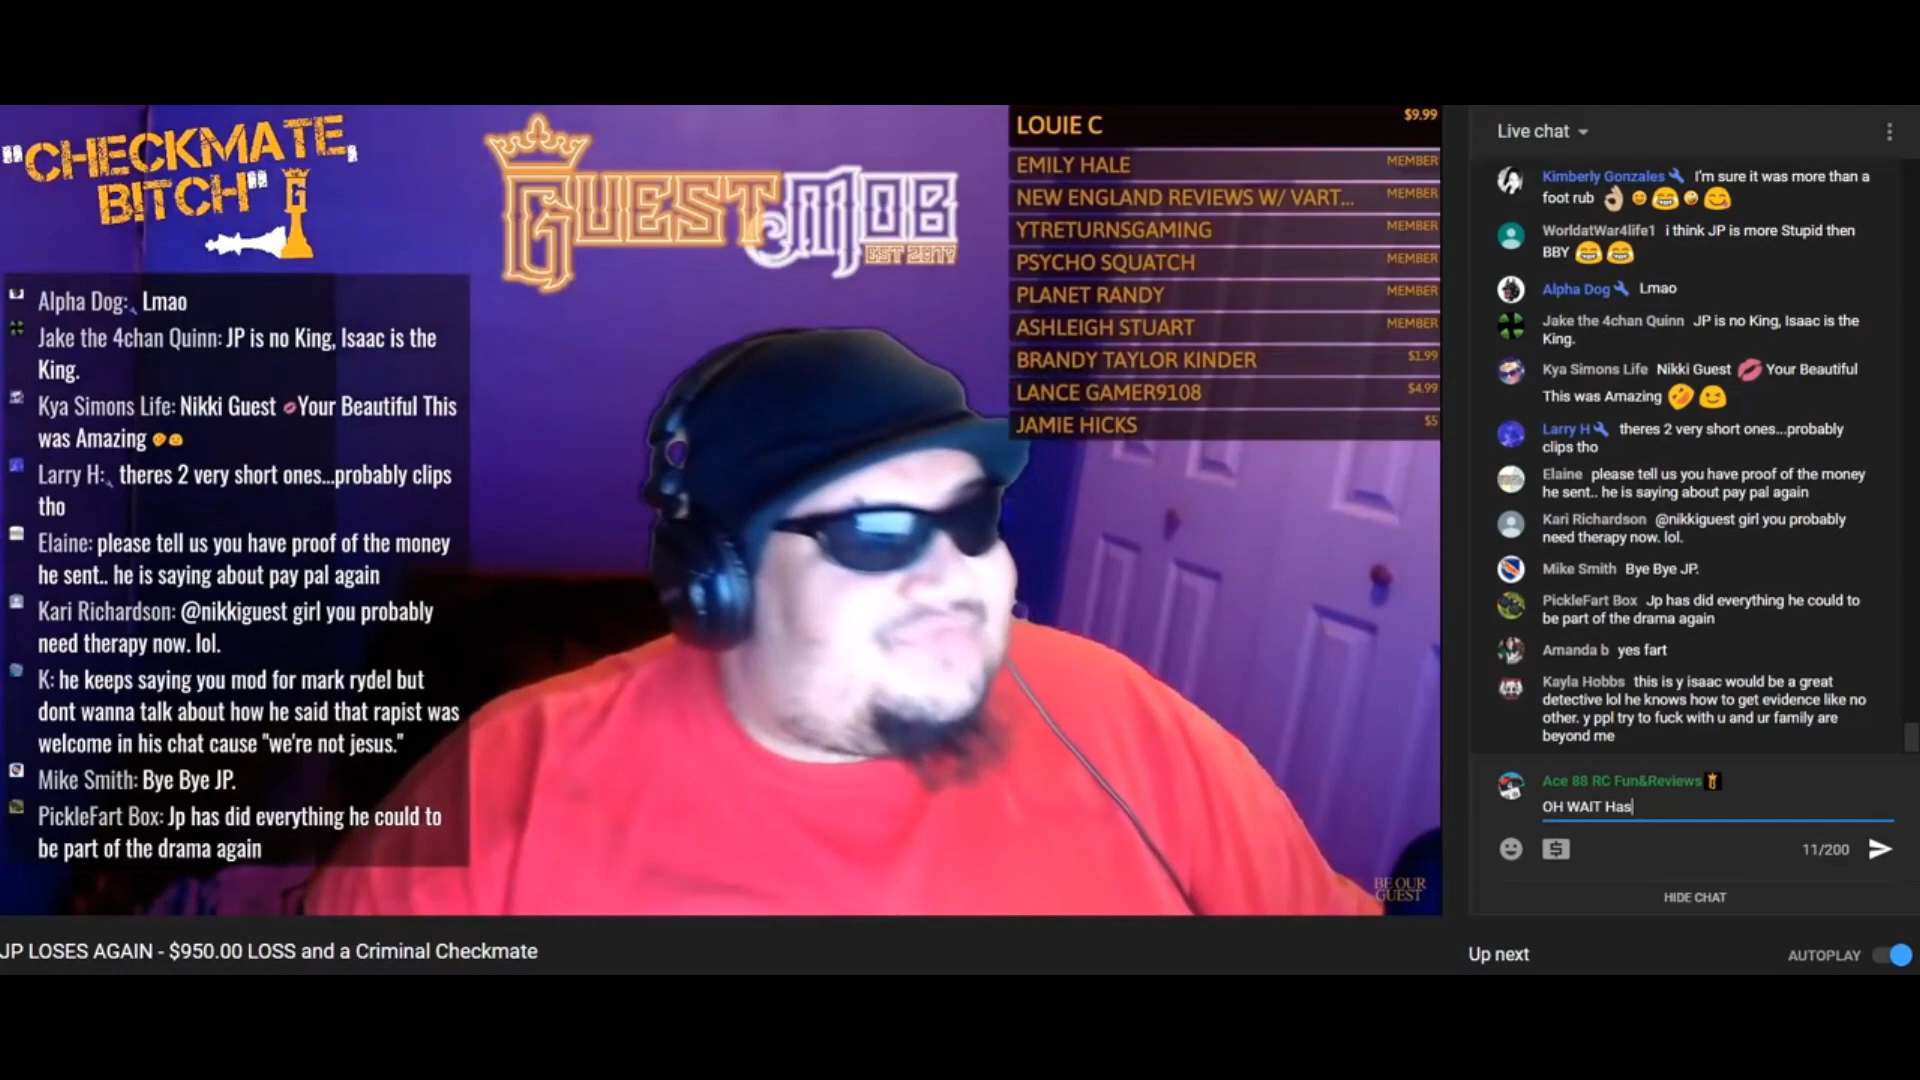 "CHECKMATE,
BITCH"
G
GUESTMOB
EST 2017
LOUIE C $9.99
EMILY HALE MEMBER
NEW ENGLAND REVIEWS W/ VART... MEMBER
YTRETURNSGAMING MEMBER
PSYCHO SQUATCH MEMBER
PLANET RANDY MEMBER
ASHLEIGH STUART MEMBER
BRANDY TAYLOR KINDER $1.99
LANCE GAMER9108 $4.99
JAMIE HICKS $5
Alpha Dog: Lmao
Jake the 4chan Quinn: JP is no King, Isaac is the
King.
Kya Simons Life: Nikki Guest 💋Your Beautiful This
was Amazing 🤣😉
Larry H: theres 2 very short ones...probably clips
tho
Elaine: please tell us you have proof of the money
he sent.. he is saying about pay pal again
Kari Richardson: @nikkiguest girl you probably
need therapy now. lol.
K: he keeps saying you mod for mark rydel but
dont wanna talk about how he said that rapist was
welcome in his chat cause "we're not jesus."
Mike Smith: Bye Bye JP.
PickleFart Box: Jp has did everything he could to
be part of the drama again
BE OUR
GUEST
JP LOSES AGAIN - $950.00 LOSS and a Criminal Checkmate
Live chat
Kimberly Gonzales I'm sure it was more than a
foot rub
WorldatWar4life1 i think JP is more Stupid then
BBY 😂😂
Alpha Dog Lmao
Jake the 4chan Quinn JP is no King, Isaac is the
King.
Kya Simons Life Nikki Guest 💋 Your Beautiful
This was Amazing 🤣😉
Larry H theres 2 very short ones...probably
clips tho
Elaine please tell us you have proof of the money
he sent.. he is saying about pay pal again
Kari Richardson @nikkiguest girl you probably
need therapy now. lol.
Mike Smith Bye Bye JP.
PickleFart Box Jp has did everything he could to
be part of the drama again
Amanda b yes fart
Kayla Hobbs this is y isaac would be a great
detective lol he knows how to get evidence like no
other. y ppl try to fuck with u and ur family are
beyond me
Ace 88 RC Fun&Reviews
OH WAIT Has
11/200
HIDE CHAT
Up next AUTOPLAY